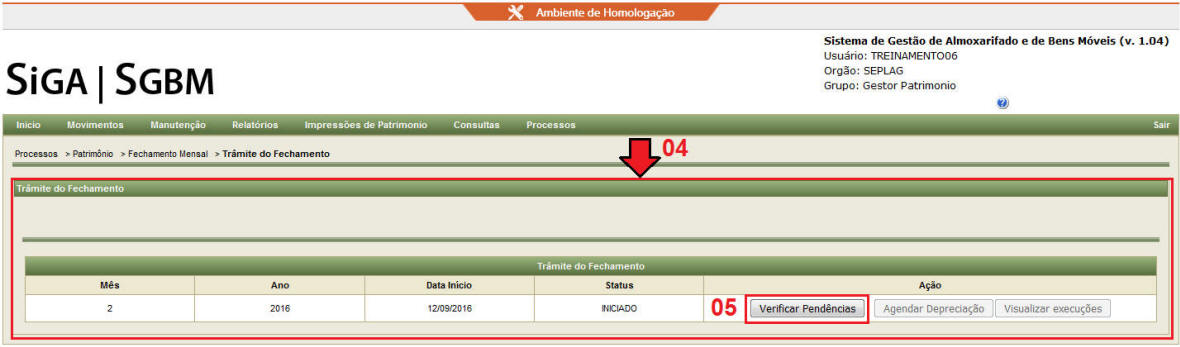 Ambiente de Homologação
Sistema de Gestão de Almoxarifado e de Bens Móveis (v. 1.04)
Usuário: TREINAMENTO06
Orgão: SEPLAG
Grupo: Gestor Patrimonio
SiGA | SGBM
?
Inicio Movimentos Manutenção Relatórios Impressões de Patrimonio Consultas Processos Sair
Processos > Patrimônio > Fechamento Mensal > Trâmite do Fechamento
04
Trâmite do Fechamento
Trâmite do Fechamento
Mês Ano Data Início Status Ação
2 2016 12/09/2016 INICIADO 05 Verificar Pendências Agendar Depreciação Visualizar execuções